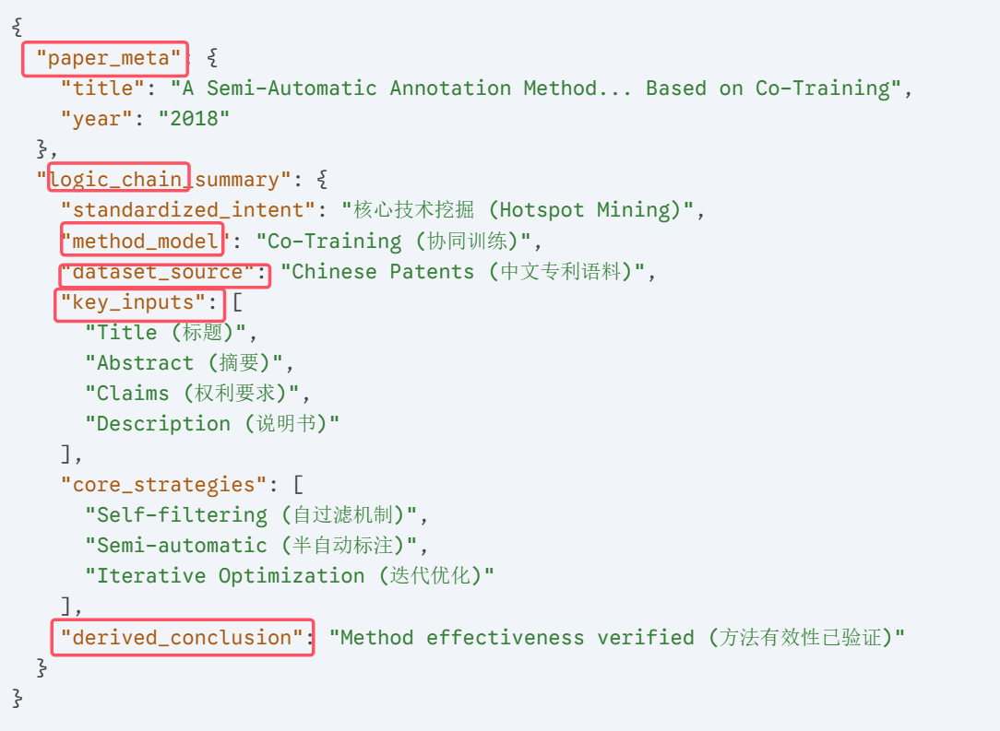 {
"paper_meta": {
"title": "A Semi-Automatic Annotation Method... Based on Co-Training",
"year": "2018"
},
"logic_chain_summary": {
"standardized_intent": "核心技术挖掘 (Hotspot Mining)",
"method_model": "Co-Training (协同训练)",
"dataset_source": "Chinese Patents (中文专利语料)",
"key_inputs": [
"Title (标题)",
"Abstract (摘要)",
"Claims (权利要求)",
"Description (说明书)"
],
"core_strategies": [
"Self-filtering (自过滤机制)",
"Semi-automatic (半自动标注)",
"Iterative Optimization (迭代优化)"
],
"derived_conclusion": "Method effectiveness verified (方法有效性已验证)"
}
}